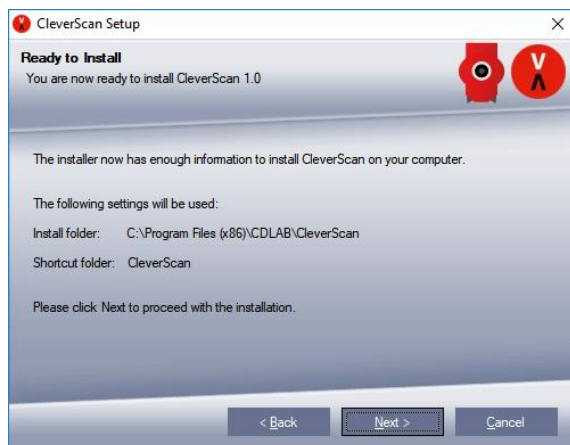 CleverScan Setup
Ready to Install
You are now ready to install CleverScan 1.0
V
Λ
The installer now has enough information to install CleverScan on your computer.
The following settings will be used:
Install folder: C:\Program Files (x86)\CDLAB\CleverScan
Shortcut folder: CleverScan
Please click Next to proceed with the installation.
< Back
Next >
Cancel